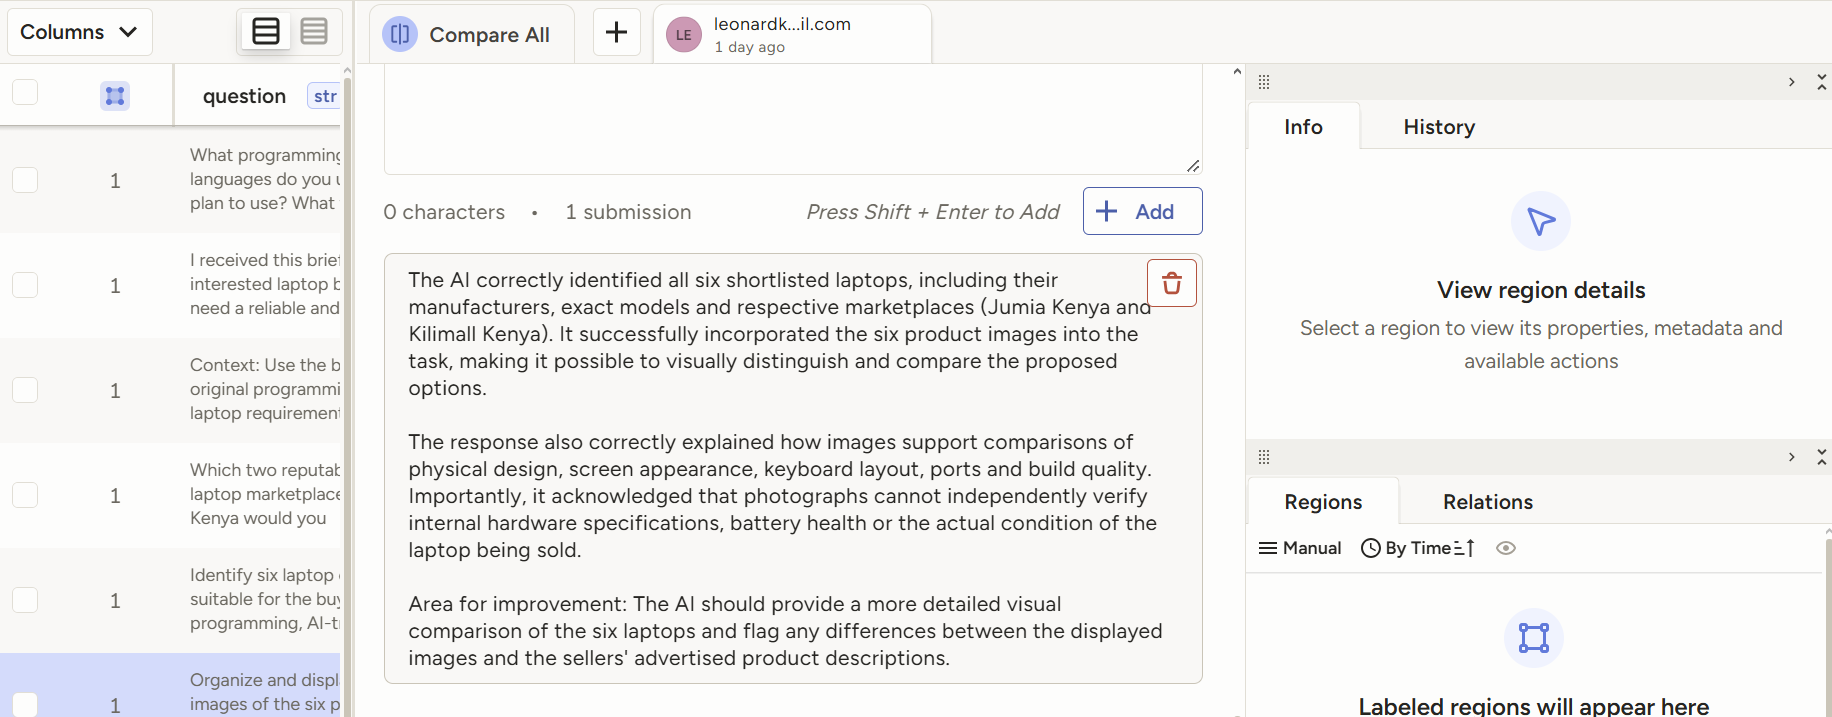 Columns
Compare All
LE
leonardk...il.com
1 day ago
question
str
1
What programming
languages do you u
plan to use? What
1
I received this brief
interested laptop b
need a reliable and
1
Context: Use the b
original programmi
laptop requirement
1
Which two reputab
laptop marketplace
Kenya would you
1
Identify six laptop
suitable for the buy
programming, AI-t
1
Organize and displ
images of the six p
0 characters • 1 submission
Press Shift + Enter to Add
+ Add
The AI correctly identified all six shortlisted laptops, including their
manufacturers, exact models and respective marketplaces (Jumia Kenya and
Kilimall Kenya). It successfully incorporated the six product images into the
task, making it possible to visually distinguish and compare the proposed
options.
The response also correctly explained how images support comparisons of
physical design, screen appearance, keyboard layout, ports and build quality.
Importantly, it acknowledged that photographs cannot independently verify
internal hardware specifications, battery health or the actual condition of the
laptop being sold.
Area for improvement: The AI should provide a more detailed visual
comparison of the six laptops and flag any differences between the displayed
images and the sellers' advertised product descriptions.
Info
History
View region details
Select a region to view its properties, metadata and
available actions
Regions
Relations
Manual
By Time
Labeled regions will appear here